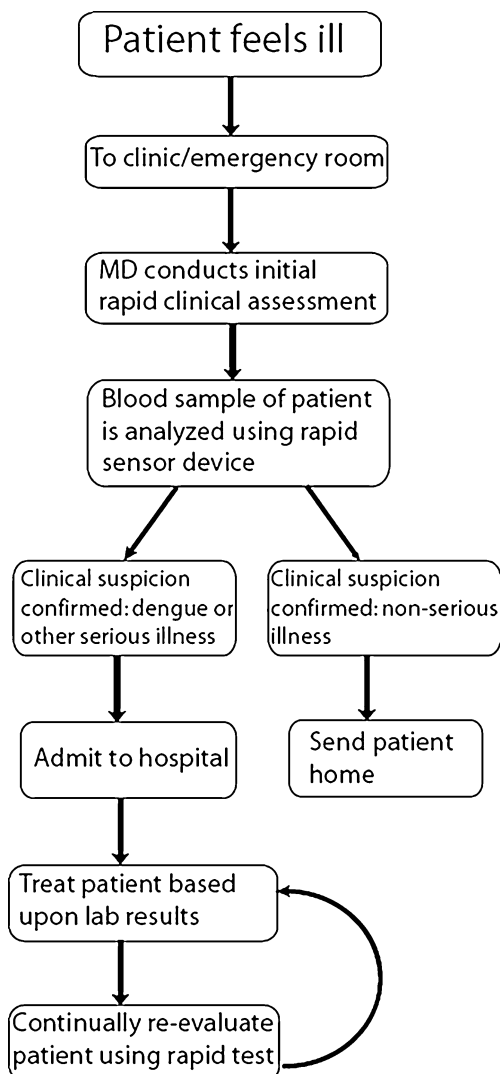 Patient feels ill
To clinic/emergency room
MD conducts initial
rapid clinical assessment
Blood sample of patient
is analyzed using rapid
sensor device
Clinical suspicion
confirmed: dengue or
other serious illness
Clinical suspicion
confirmed: non-serious
illness
Admit to hospital
Send patient
home
Treat patient based
upon lab results
Continually re-evaluate
patient using rapid test